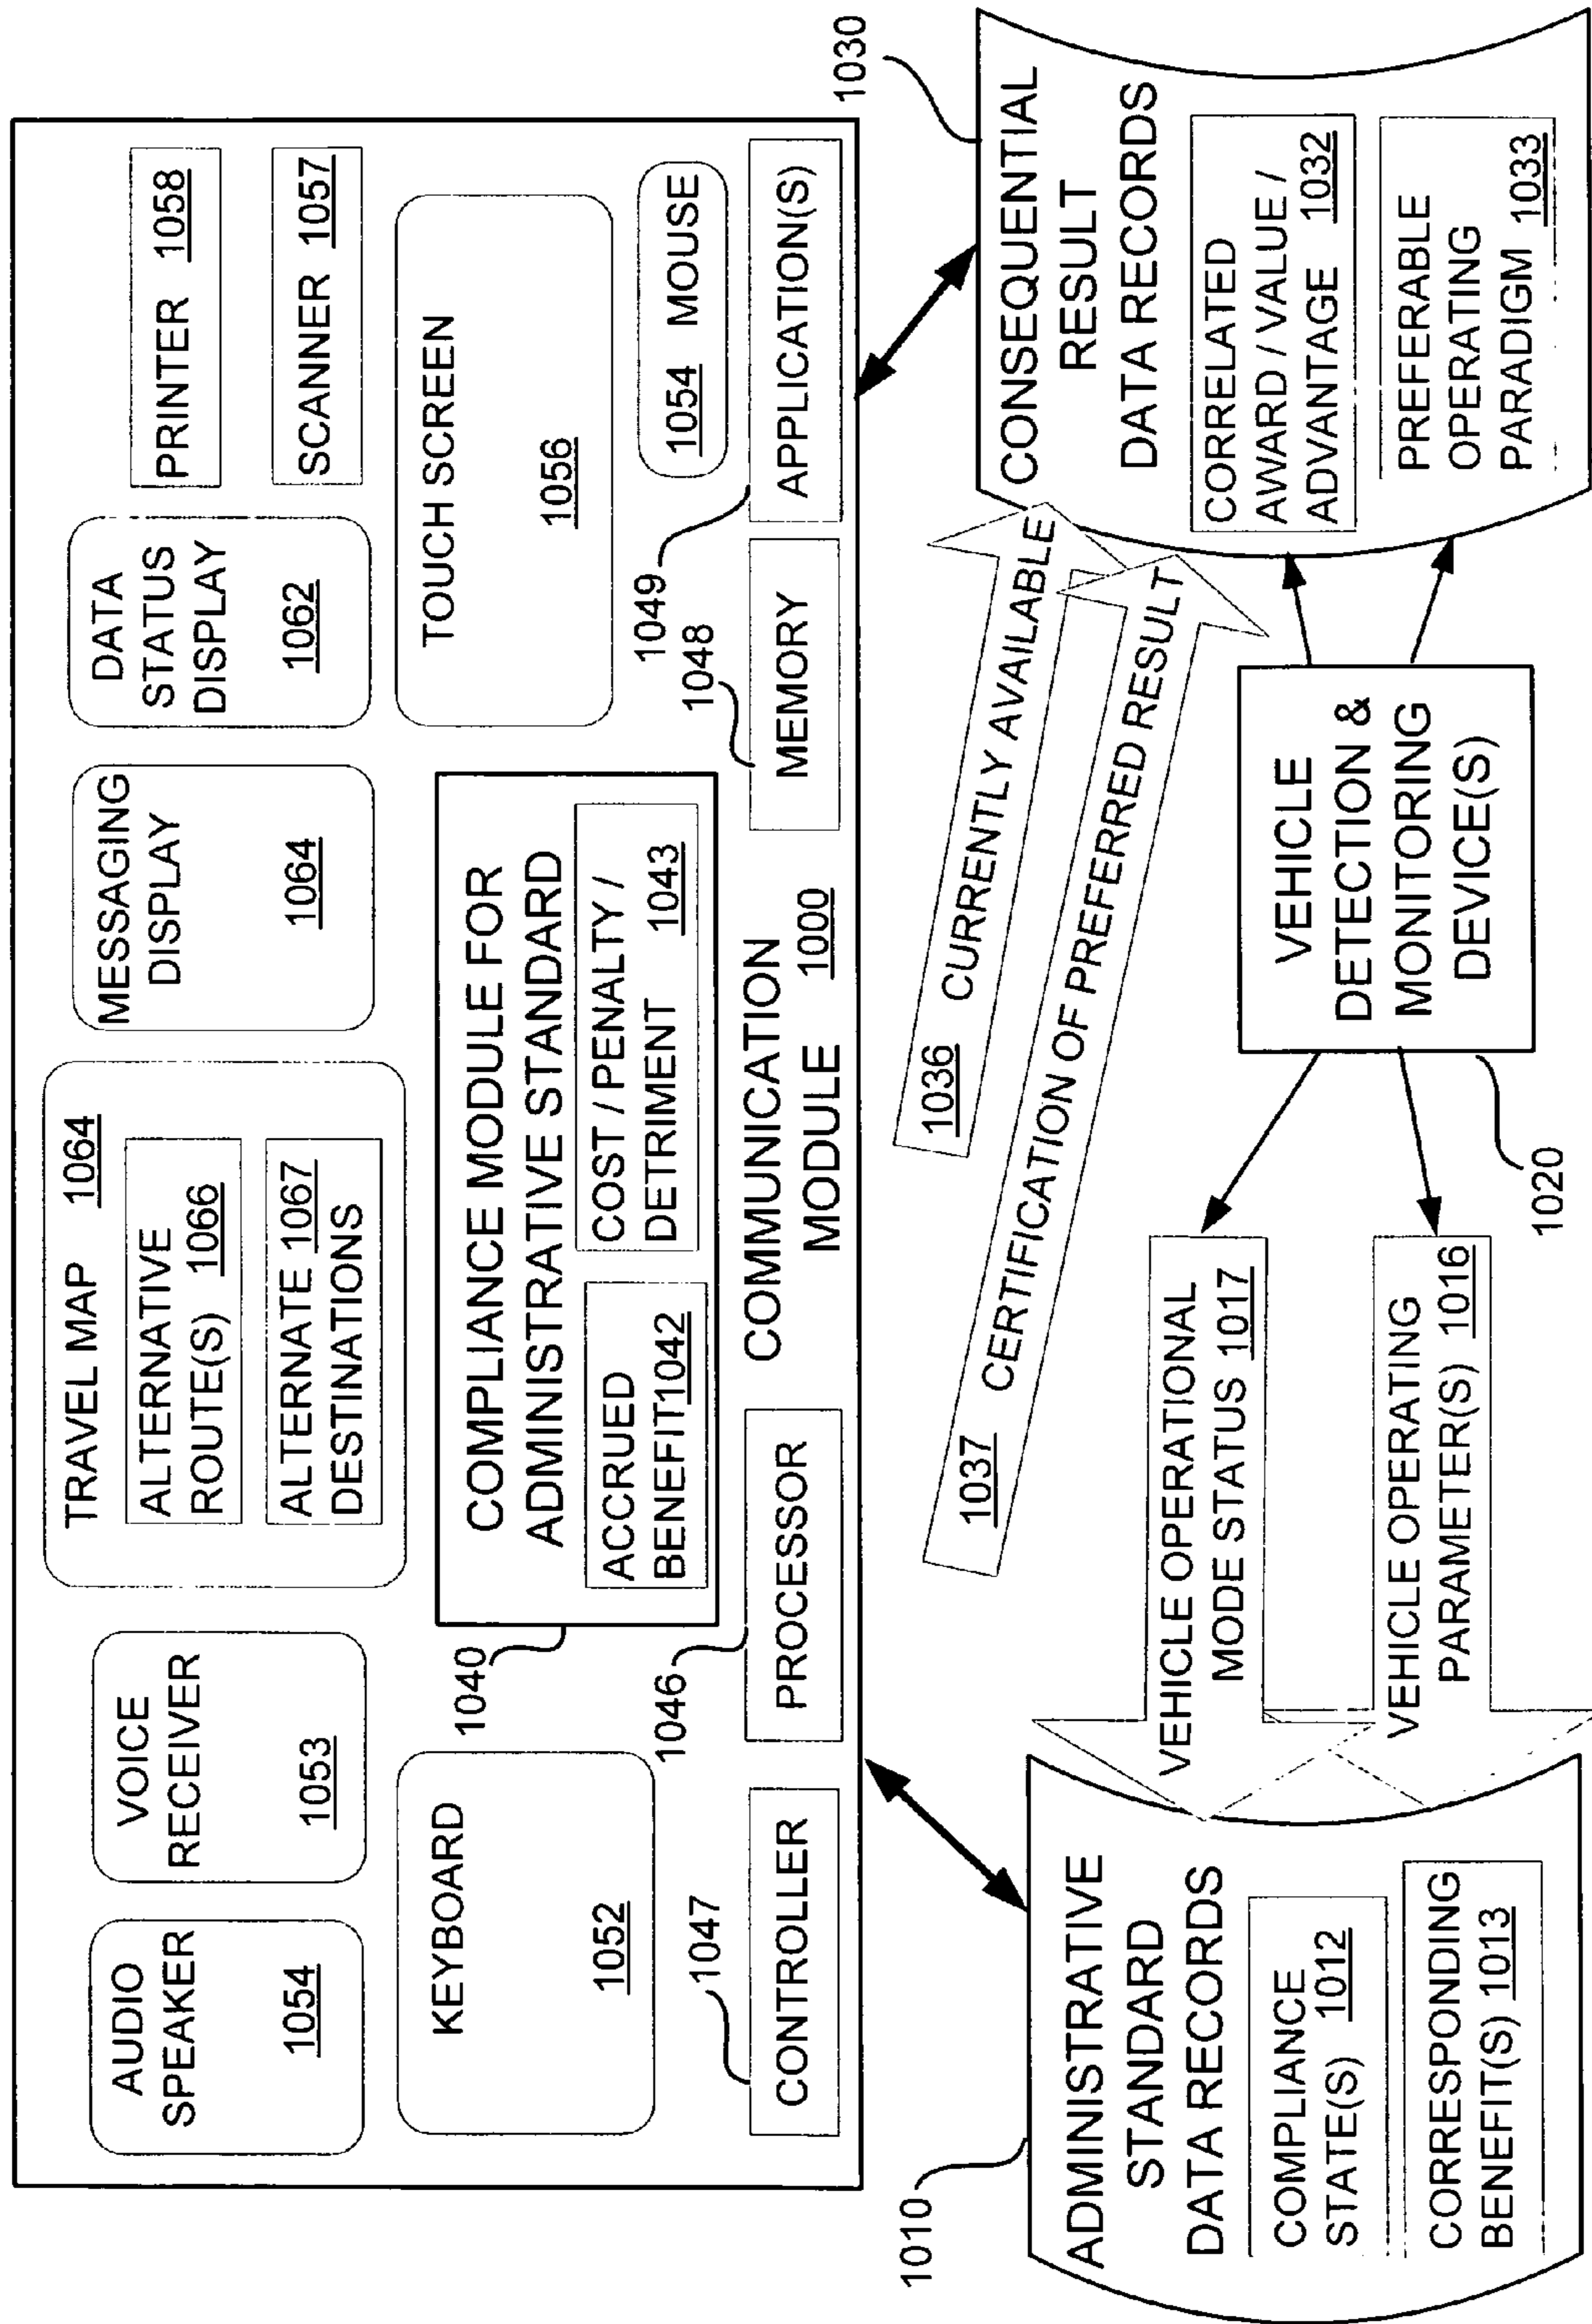 AUDIO
SPEAKER
1054
VOICE
RECEIVER
1053
TRAVEL MAP 1064
ALTERNATIVE
ROUTE(S) 1066
ALTERNATE 1067
DESTINATIONS
MESSAGING
DISPLAY
1064
DATA
STATUS
DISPLAY
1062
PRINTER 1058
SCANNER 1057
KEYBOARD
1052
1040
COMPLIANCE MODULE FOR
ADMINISTRATIVE STANDARD
ACCRUED
BENEFIT1042
COST / PENALTY /
DETRIMENT 1043
TOUCH SCREEN
1056
1054 MOUSE
1047
CONTROLLER
1046
PROCESSOR
COMMUNICATION
MODULE 1000
1048
MEMORY
1049
APPLICATION(S)
1010
ADMINISTRATIVE
STANDARD
DATA RECORDS
COMPLIANCE
STATE(S) 1012
CORRESPONDING
BENEFIT(S) 1013
1036 CURRENTLY AVAILABLE
1037 CERTIFICATION OF PREFERRED RESULT
VEHICLE OPERATIONAL
MODE STATUS 1017
VEHICLE OPERATING
PARAMETER(S) 1016
1020
VEHICLE
DETECTION &
MONITORING
DEVICE(S)
1030
CONSEQUENTIAL
RESULT
DATA RECORDS
CORRELATED
AWARD / VALUE /
ADVANTAGE 1032
PREFERABLE
OPERATING
PARADIGM 1033